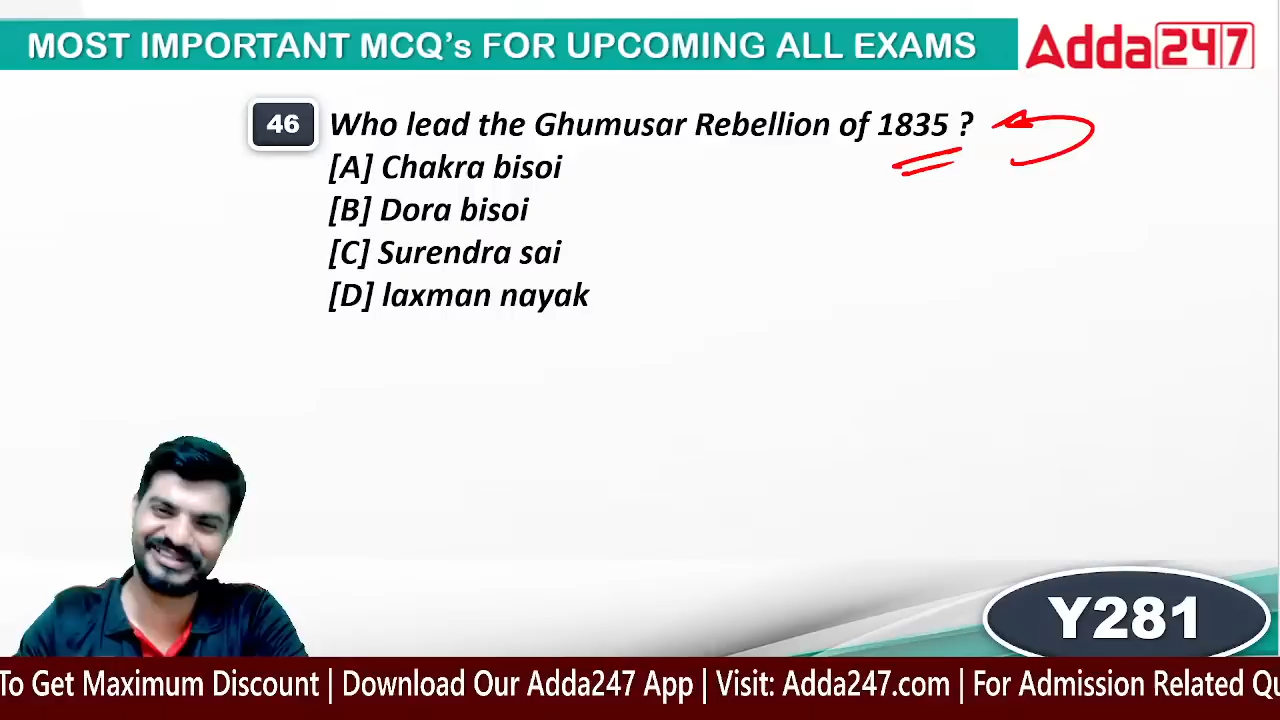 MOST IMPORTANT MCQ's FOR UPCOMING ALL EXAMS
Adda247
46 Who lead the Ghumusar Rebellion of 1835 ?
[A] Chakra bisoi
[B] Dora bisoi
[C] Surendra sai
[D] laxman nayak
Y281
To Get Maximum Discount | Download Our Adda247 App | Visit: Adda247.com | For Admission Related Qu